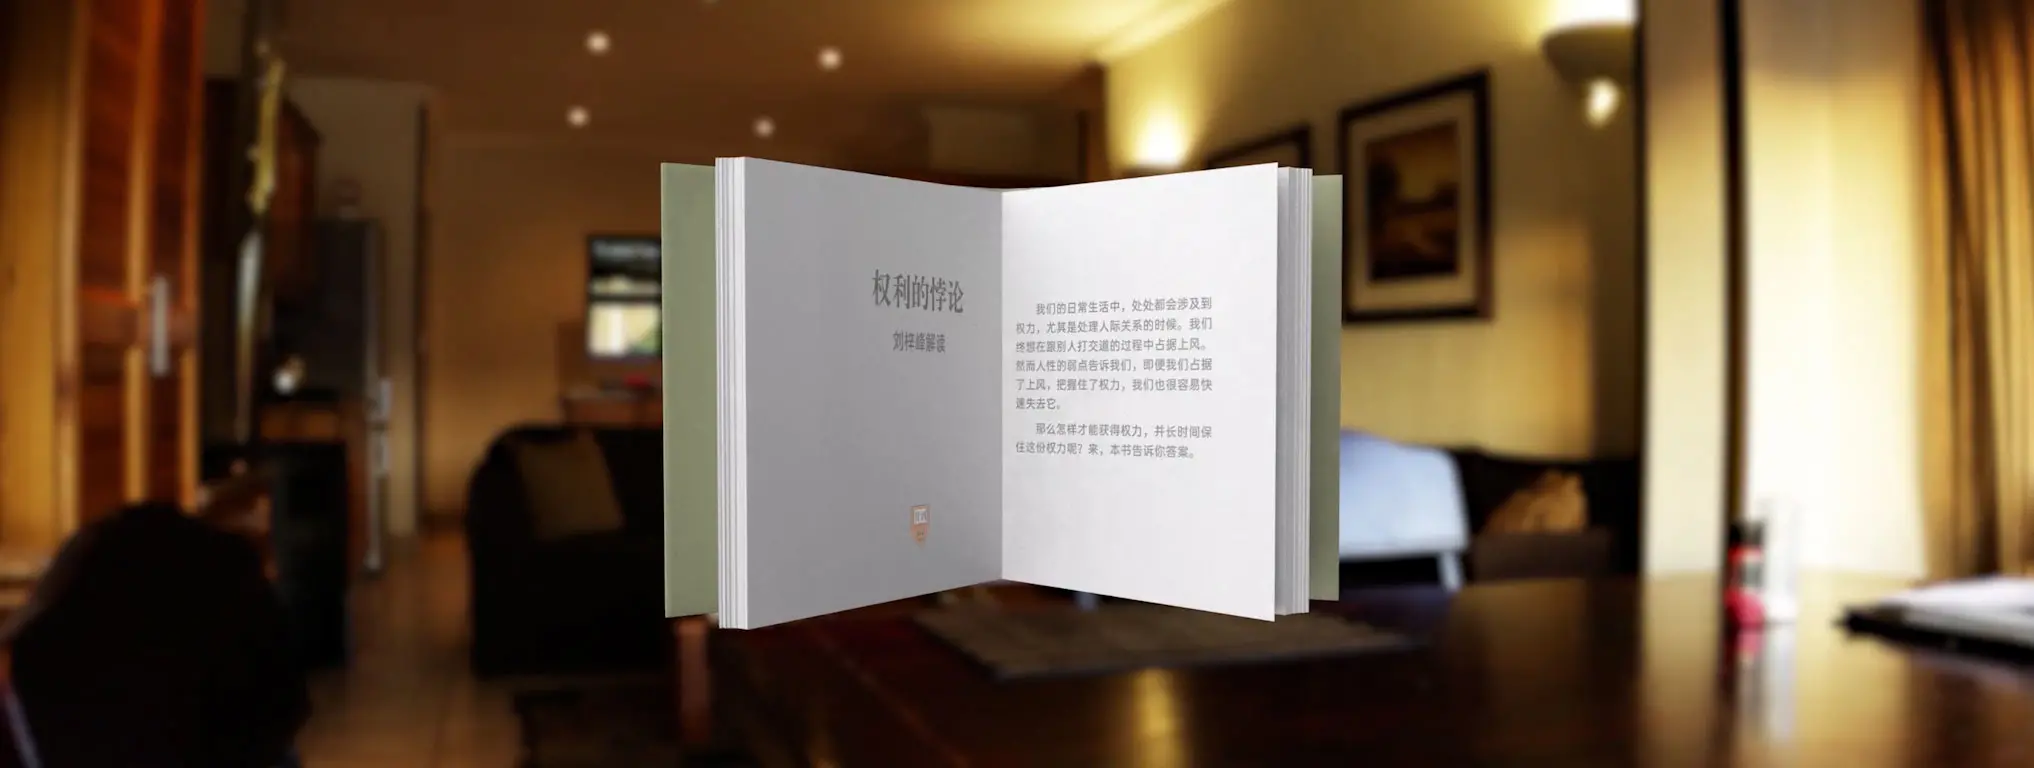 权利的悖论
刘梓峰解读
我们的日常生活中，处处都会涉及到
权力，尤其是处理人际关系的时候。我们
终想在跟别人打交道的过程中占据上风。
然而人性的弱点告诉我们，即便我们占据
了上风，把握住了权力，我们也很容易快
速失去它。
那么怎样才能获得权力，并长时间保
住这份权力呢？来，本书告诉你答案。